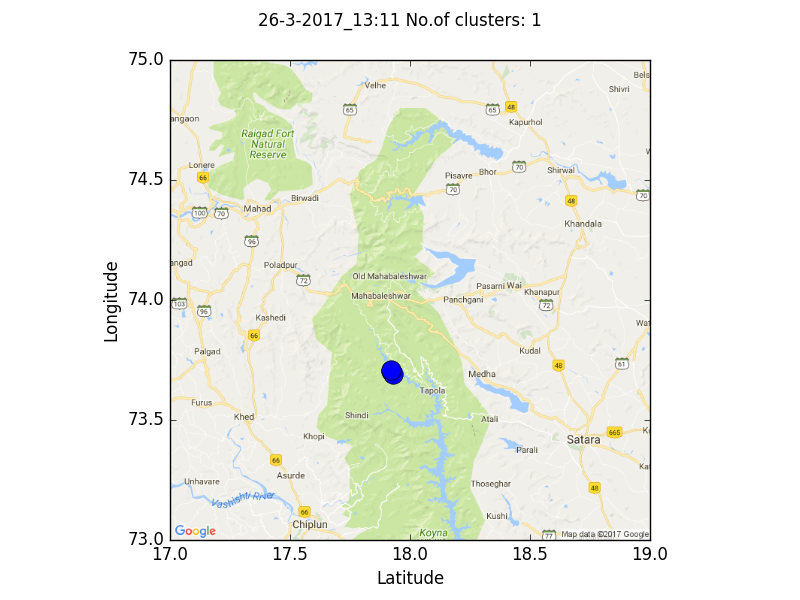 26-3-2017_13:11 No.of clusters: 1
75.0
74.5
74.0
73.5
73.0
Longitude
17.0
17.5
18.0
18.5
19.0
Latitude
Velhe
65
65
48
Shivri
Kapurhol
angaon
Raigad Fort
Natural
Reserve
Lonere
66
Pisavre
Bhor
70
Shirwal
70
70
48
Birwadi
Mahad
100
70
96
Khandala
angad
Poladpur
72
Old Mahabaleshwar
Mahabaleshwar
Panchgani
Pasarni
Wai
Khanapur
72
103
96
Kashedi
66
Palgad
Kudal
48
61
Medha
Tapola
Furus
Khed
Shindi
Atali
Khopi
Satara
665
Parali
66
Asurde
Unhavare
Vashishti River
Thoseghar
48
66
Chiplun
Kushi
Koyna
77
Google
Map data ©2017 Google